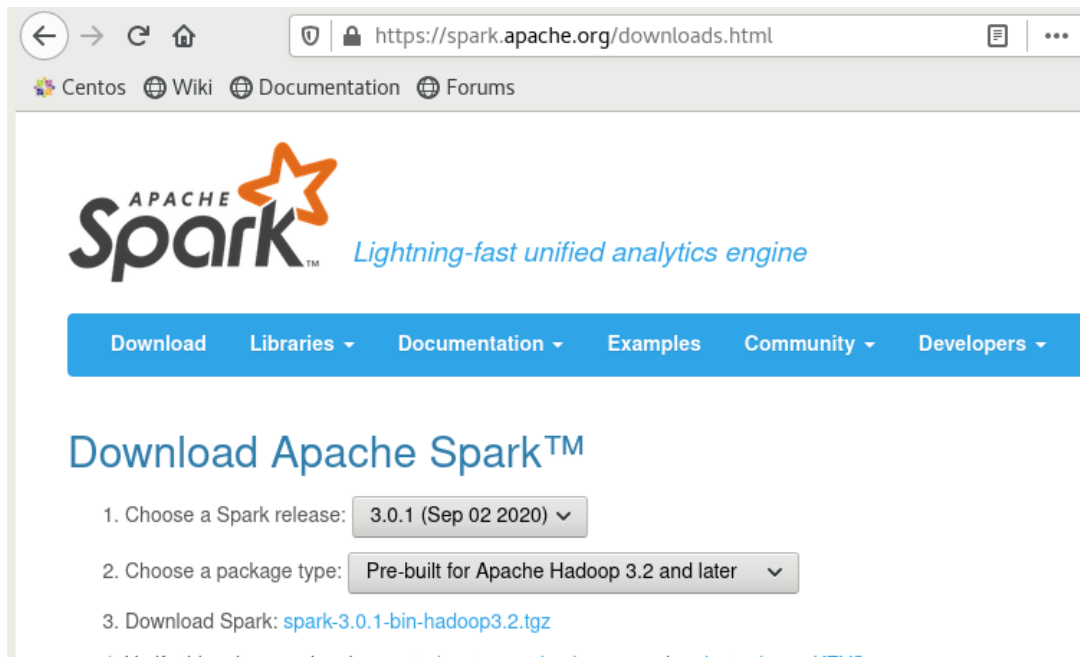 https://spark.apache.org/downloads.html
Centos Wiki Documentation Forums
APACHE
Spark™ Lightning-fast unified analytics engine
Download Libraries Documentation Examples Community Developers
Download Apache Spark™
1. Choose a Spark release: 3.0.1 (Sep 02 2020)
2. Choose a package type: Pre-built for Apache Hadoop 3.2 and later
3. Download Spark: spark-3.0.1-bin-hadoop3.2.tgz